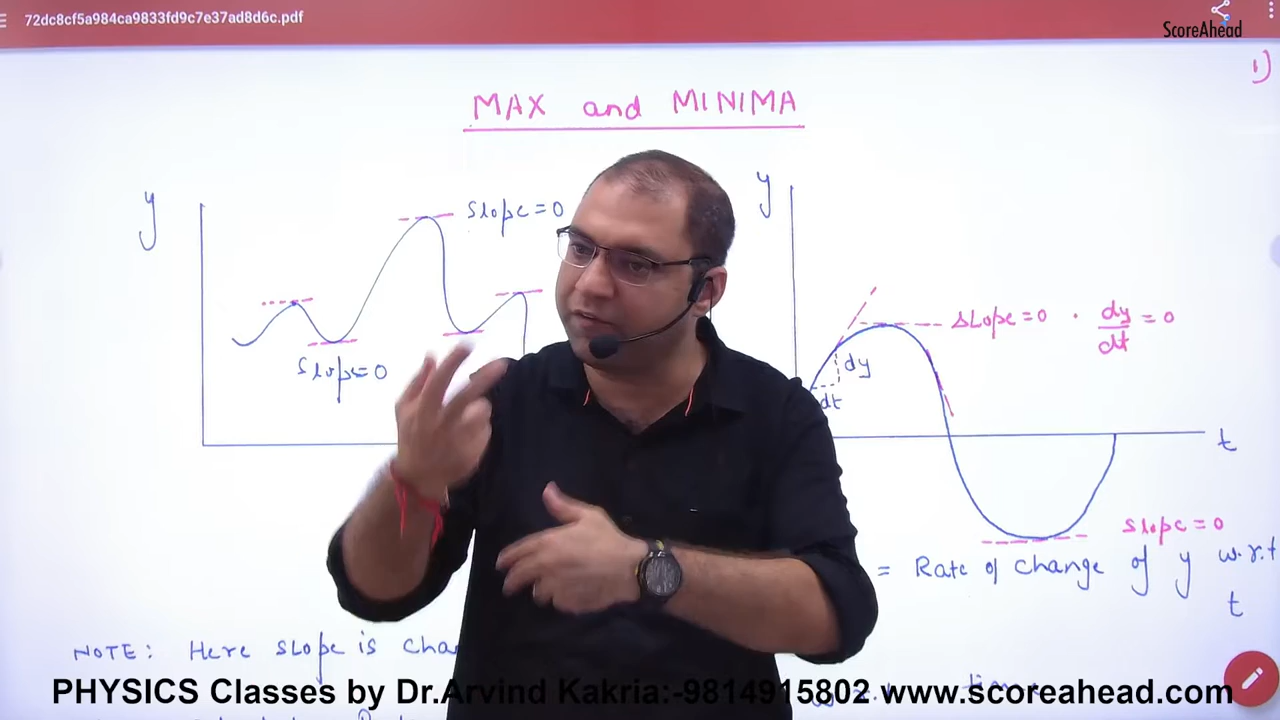 72dc8cf5a984ca9833fd9c7e37ad8d6c.pdf
ScoreAhead
1)
MAX and MINIMA
y
slope=0
slope=0
y
slope=0 · dy/dt = 0
dy
dt
t
slope=0
= Rate of change of y w.r.t
t
NOTE: Here slope is cha
PHYSICS Classes by Dr.Arvind Kakria:-9814915802 www.scoreahead.com